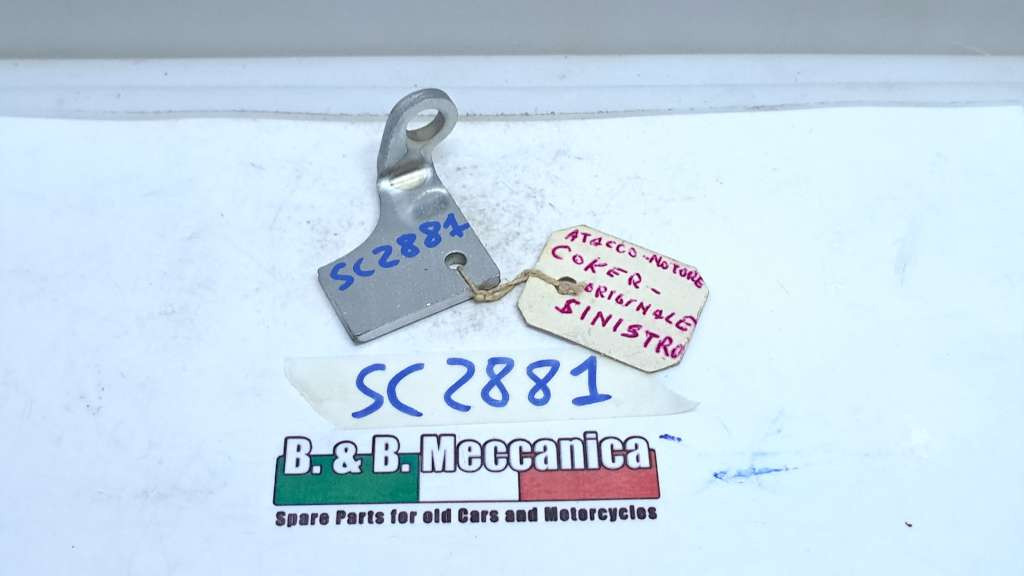 SC2881
ATACCO-MOTORE
COKER-
ORIGINALE
SINISTRO
SC2881
B. & B. Meccanica
Spare Parts for old Cars and Motorcycles